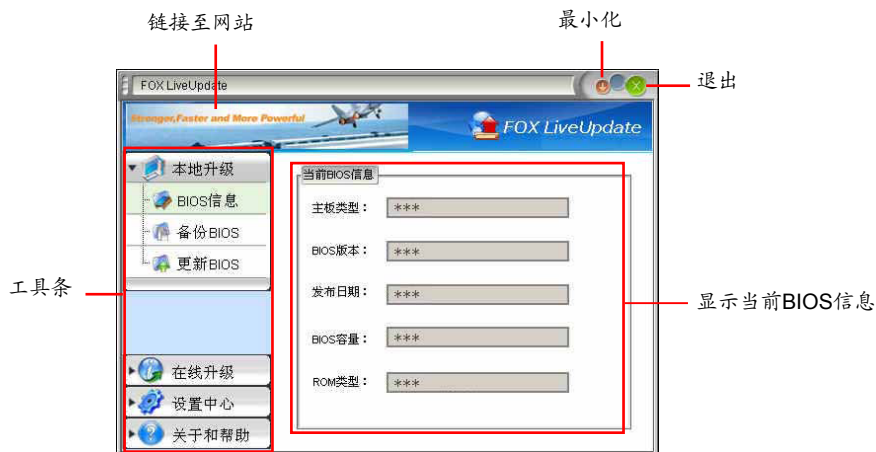 链接至网站
最小化
退出
FOX LiveUpdate
Stronger,Faster and More Powerful
FOX LiveUpdate
工具条
本地升级
BIOS信息
备份BIOS
更新BIOS
在线升级
设置中心
关于和帮助
当前BIOS信息
主板类型： ***
BIOS版本： ***
发布日期： ***
BIOS容量： ***
ROM类型： ***
显示当前BIOS信息